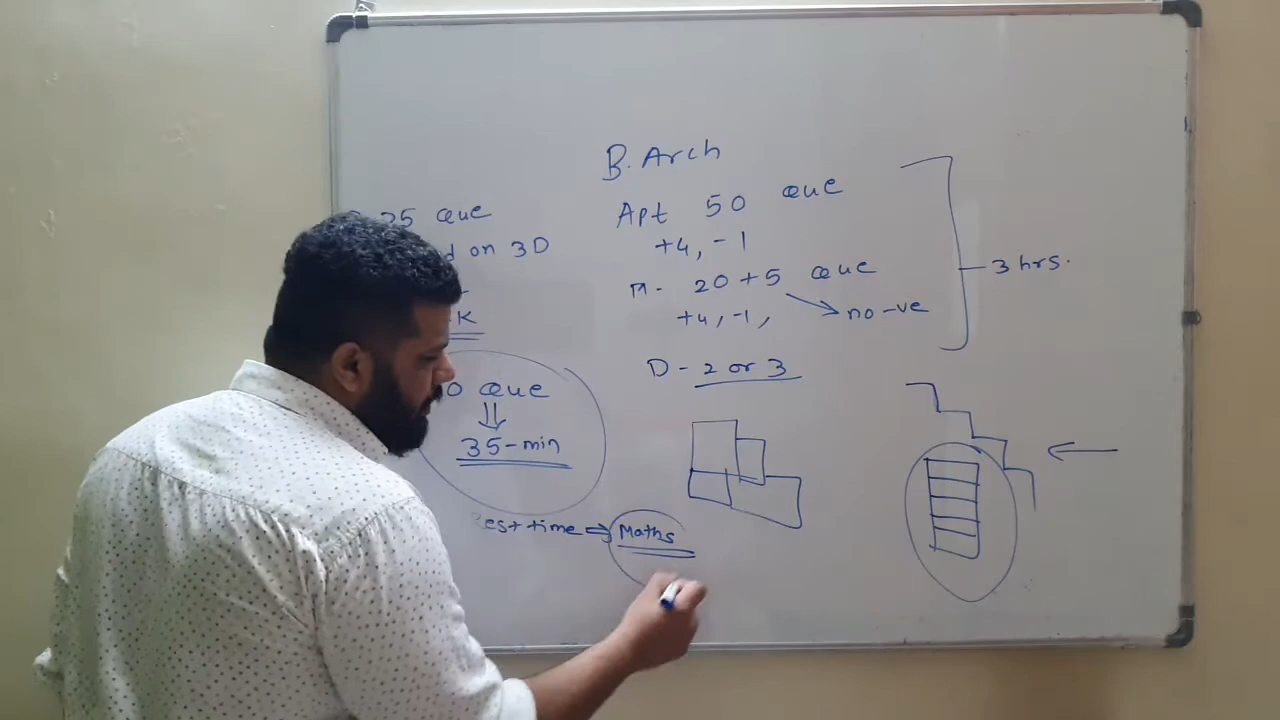 B. Arch
25 Que
on 3D
K
0 que
35-min
est time => Maths
Apt 50 que
+4, -1
M. 20+5 que
+4, -1,
no -ve
3 hrs.
D - 2 or 3